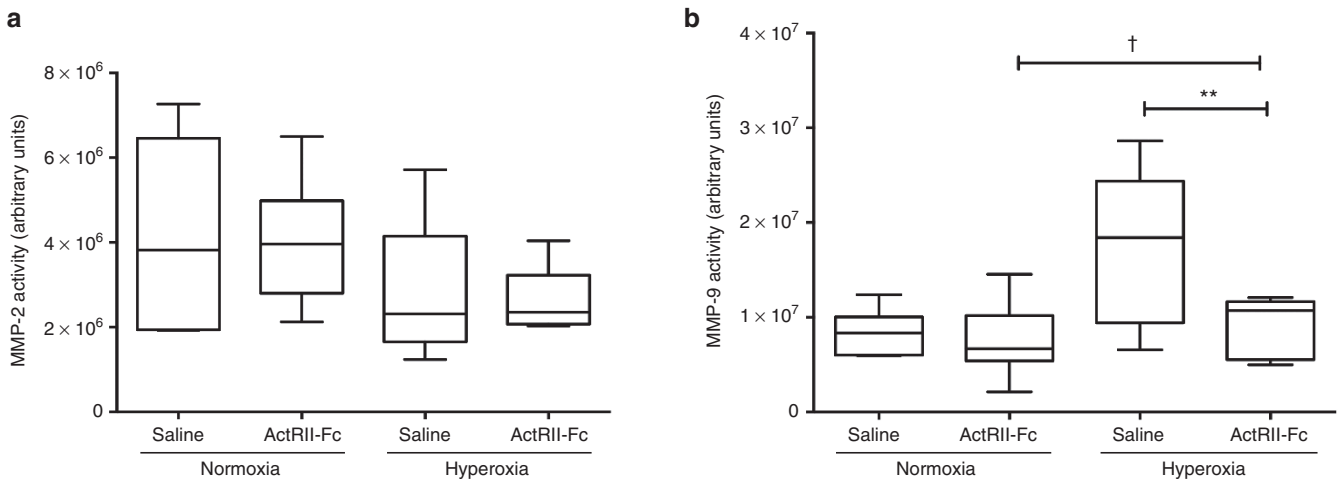 a
MMP-2 activity (arbitrary units)
8 × 10⁶
6 × 10⁶
4 × 10⁶
2 × 10⁶
0
Saline ActRII-Fc Saline ActRII-Fc
Normoxia Hyperoxia
b
MMP-9 activity (arbitrary units)
4 × 10⁷
3 × 10⁷
2 × 10⁷
1 × 10⁷
0
†
**
Saline ActRII-Fc Saline ActRII-Fc
Normoxia Hyperoxia